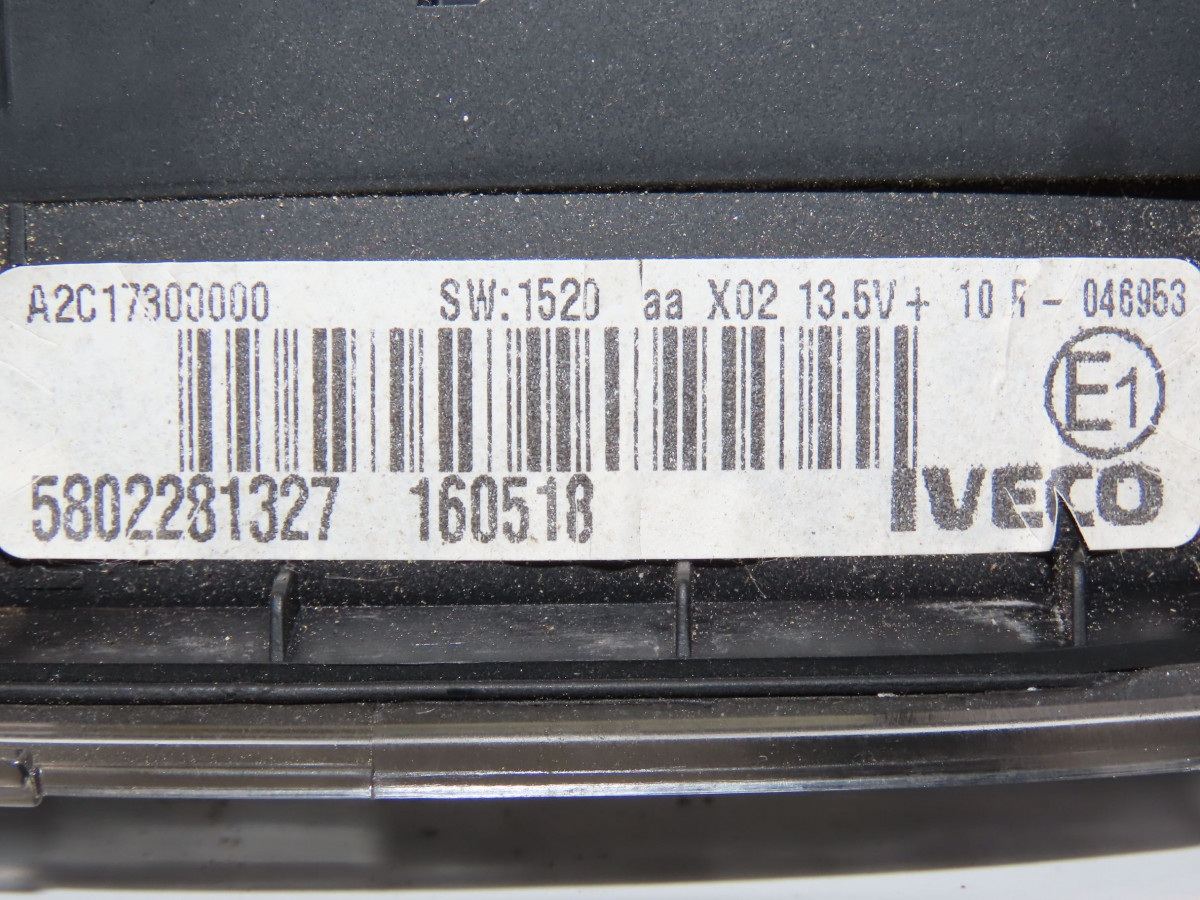 A2C17300000 SW:1520 aa X02 13.5V+ 10 R - 046953
E1
5802281327 160518 IVECO